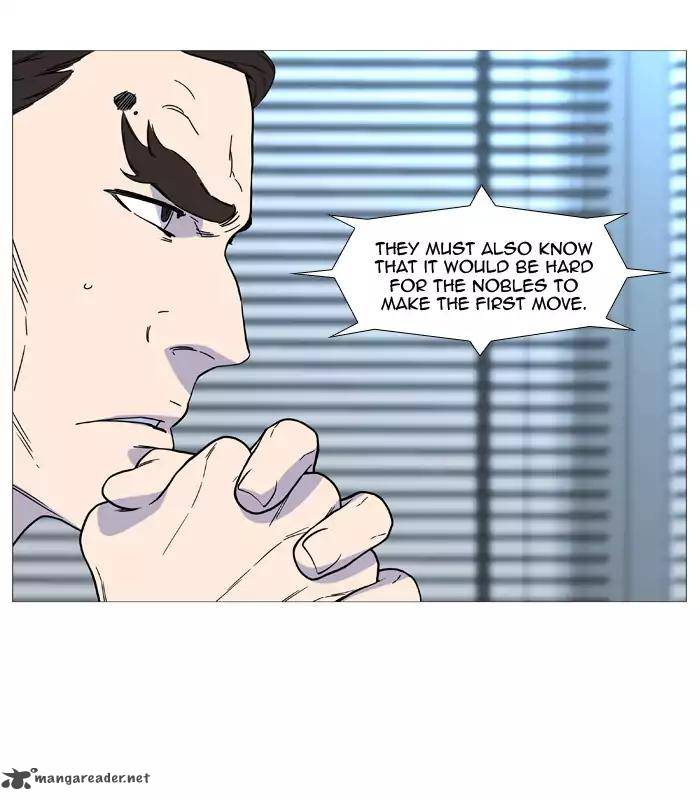 THEY MUST ALSO KNOW
THAT IT WOULD BE HARD
FOR THE NOBLES TO
MAKE THE FIRST MOVE.
mangareader.net